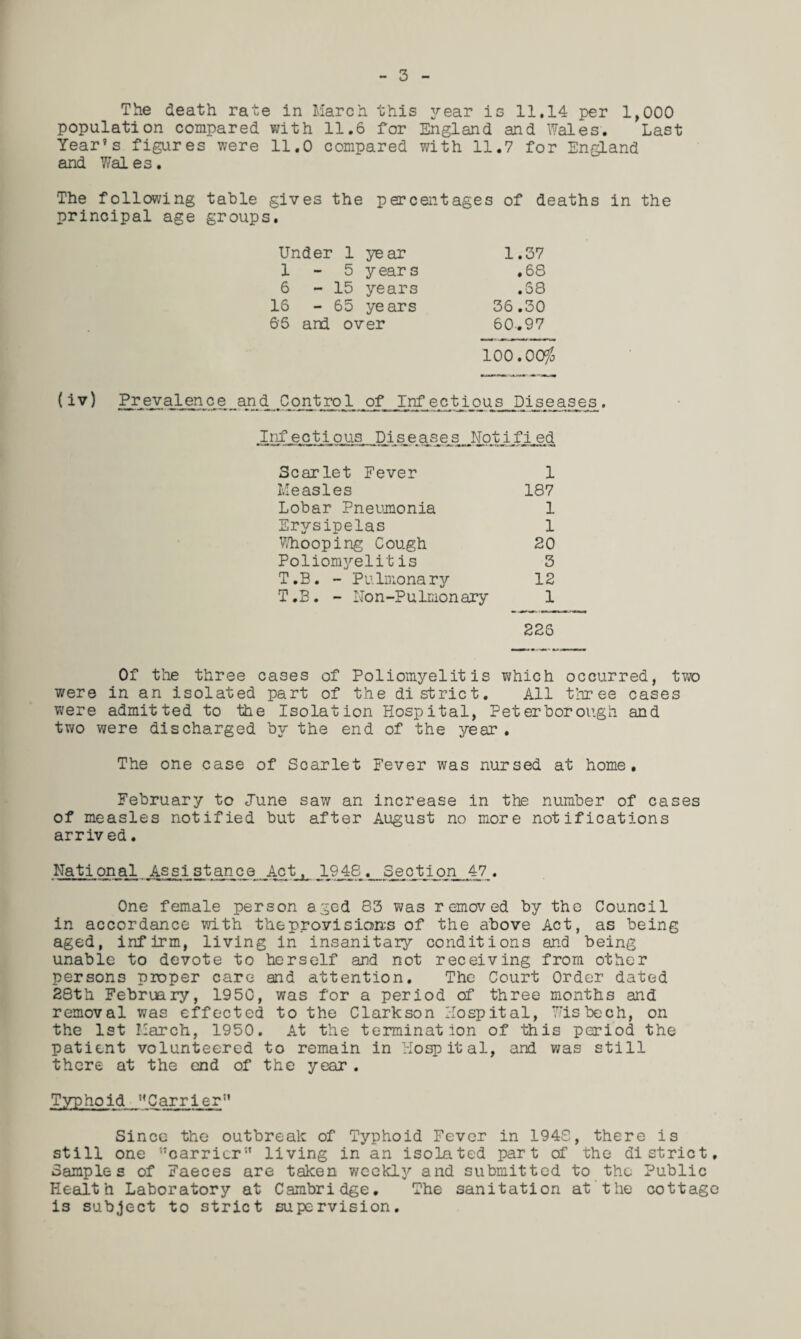 - 3 -
The death rate in March this year is 11.14 per 1,000
population compared with 11.6 for England and Wales. Last
Year's figures were 11.0 compared with 11.7 for England
and Wales.
The following table gives the percentages of deaths in the
principal age groups.
Under 1 year 1.37
1 - 5 years .68
6 - 15 years .68
16 - 65 years 36.30
65 and over 60.97
100.00%
(iv) Prevalence and Control of Infectious Diseases.
Infectious Diseases Notified
Scarlet Fever 1
Measles 187
Lobar Pneumonia 1
Erysipelas 1
Whooping Cough 20
Poliomyelitis 3
T.B. - Pulmonary 12
T.B. - Non-Pulmonary 1
226
Of the three cases of Poliomyelitis which occurred, two
were in an isolated part of the district. All three cases
were admitted to the Isolation Hospital, Peterborough and
two were discharged by the end of the year.
The one case of Scarlet Fever was nursed at home.
February to June saw an increase in the number of cases
of measles notified but after August no more notifications
arrived.
National Assistance Act, 1948. Section 47.
One female person aged 83 was removed by the Council
in accordance with the provisions of the above Act, as being
aged, infirm, living in insanitary conditions and being
unable to devote to herself and not receiving from other
persons proper care and attention. The Court Order dated
28th February, 1950, was for a period of three months and
removal was effected to the Clarkson Hospital, Wisbech, on
the 1st March, 1950. At the termination of this period the
patient volunteered to remain in Hospital, and was still
there at the end of the year.
Typhoid "Carrier"
Since the outbreak of Typhoid Fever in 1948, there is
still one "carrier" living in an isolated part of the district.
Samples of Faeces are taken weekly and submitted to the Public
Health Laboratory at Cambridge. The sanitation at the cottage
is subject to strict supervision.